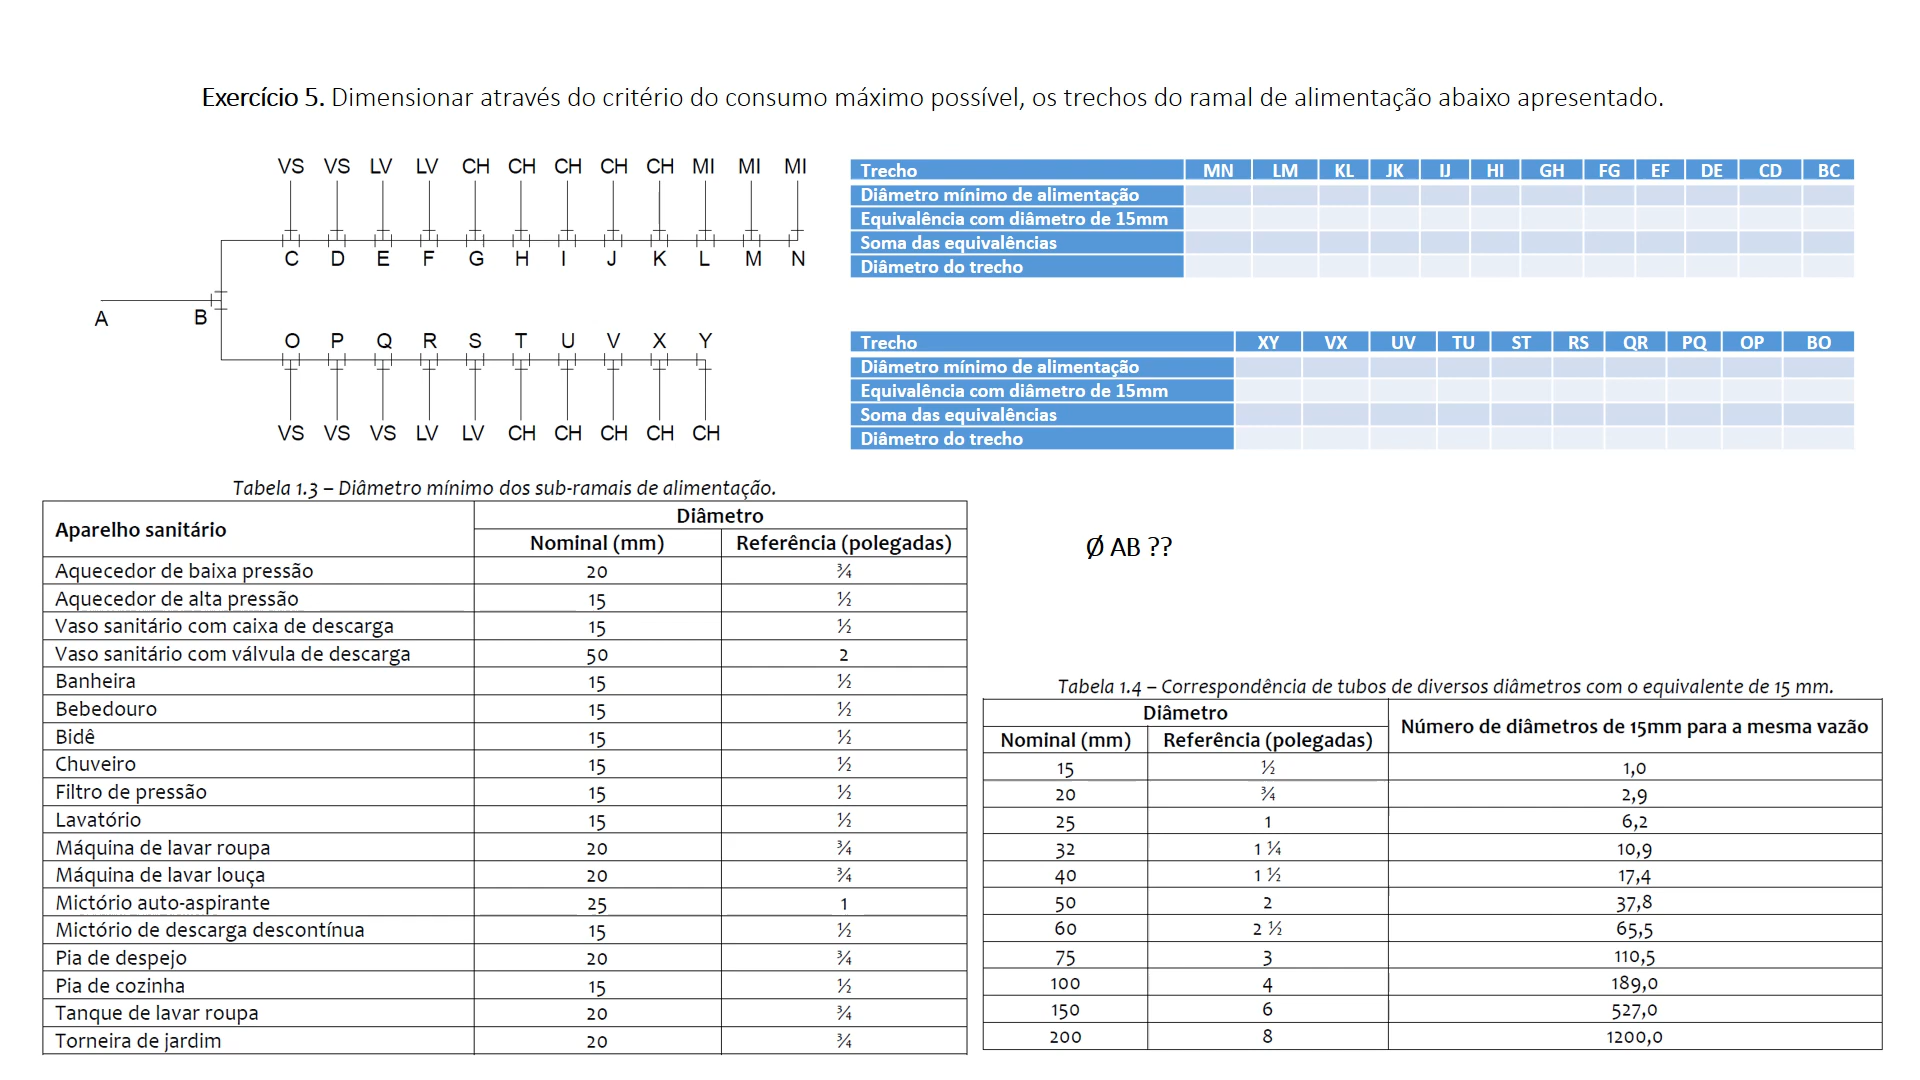 Exercício 5. Dimensionar através do critério do consumo máximo possível, os trechos do ramal de alimentação abaixo apresentado.
VS VS LV LV CH CH CH CH CH MI MI MI
C D E F G H I J K L M N
A B
O P Q R S T U V X Y
VS VS VS LV LV CH CH CH CH CH
Trecho MN LM KL JK IJ HI GH FG EF DE CD BC
Diâmetro mínimo de alimentação
Equivalência com diâmetro de 15mm
Soma das equivalências
Diâmetro do trecho
Trecho XY VX UV TU ST RS QR PQ OP BO
Diâmetro mínimo de alimentação
Equivalência com diâmetro de 15mm
Soma das equivalências
Diâmetro do trecho
Tabela 1.3 – Diâmetro mínimo dos sub-ramais de alimentação.
Aparelho sanitário Diâmetro
Nominal (mm) Referência (polegadas)
Aquecedor de baixa pressão 20 ¾
Aquecedor de alta pressão 15 ½
Vaso sanitário com caixa de descarga 15 ½
Vaso sanitário com válvula de descarga 50 2
Banheira 15 ½
Bebedouro 15 ½
Bidê 15 ½
Chuveiro 15 ½
Filtro de pressão 15 ½
Lavatório 15 ½
Máquina de lavar roupa 20 ¾
Máquina de lavar louça 20 ¾
Mictório auto-aspirante 25 1
Mictório de descarga descontínua 15 ½
Pia de despejo 20 ¾
Pia de cozinha 15 ½
Tanque de lavar roupa 20 ¾
Torneira de jardim 20 ¾
Ø AB ??
Tabela 1.4 – Correspondência de tubos de diversos diâmetros com o equivalente de 15 mm.
Diâmetro Número de diâmetros de 15mm para a mesma vazão
Nominal (mm) Referência (polegadas)
15 ½ 1,0
20 ¾ 2,9
25 1 6,2
32 1 ¼ 10,9
40 1 ½ 17,4
50 2 37,8
60 2 ½ 65,5
75 3 110,5
100 4 189,0
150 6 527,0
200 8 1200,0